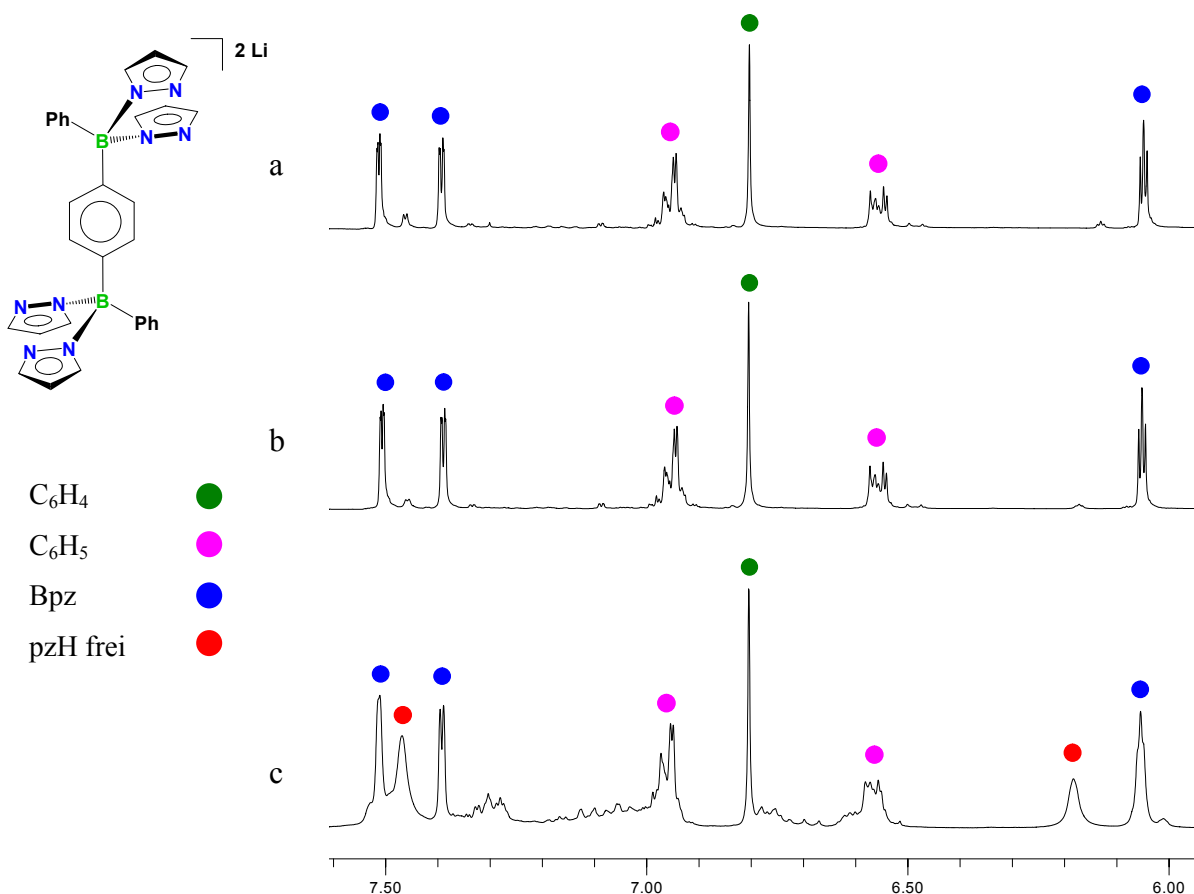 2 Li
N N
Ph
N N
B
a
N N
B
N N
Ph
b
C₆H₄
C₆H₅
Bpz
pzH frei
c
7.50 7.00 6.50 6.00